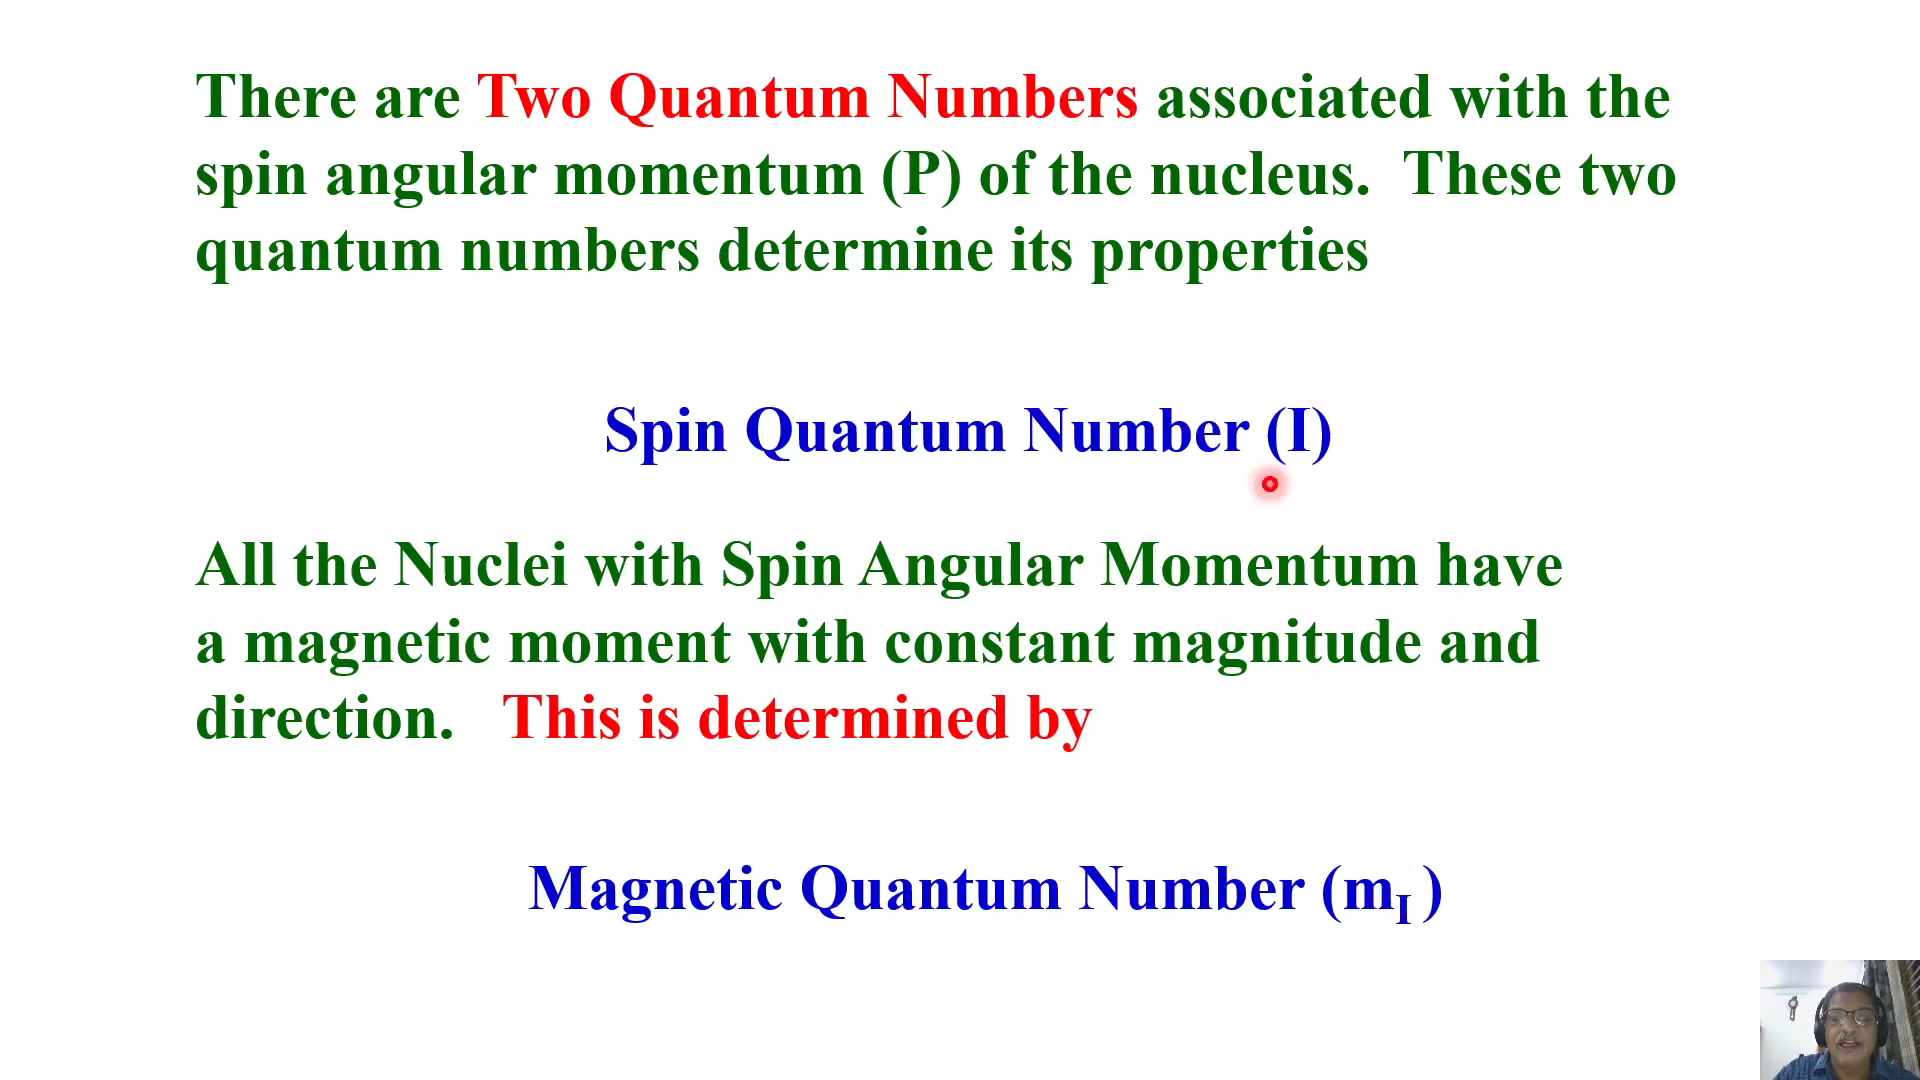 There are Two Quantum Numbers associated with the
spin angular momentum (P) of the nucleus. These two
quantum numbers determine its properties
Spin Quantum Number (I)
All the Nuclei with Spin Angular Momentum have
a magnetic moment with constant magnitude and
direction. This is determined by
Magnetic Quantum Number (m_I)